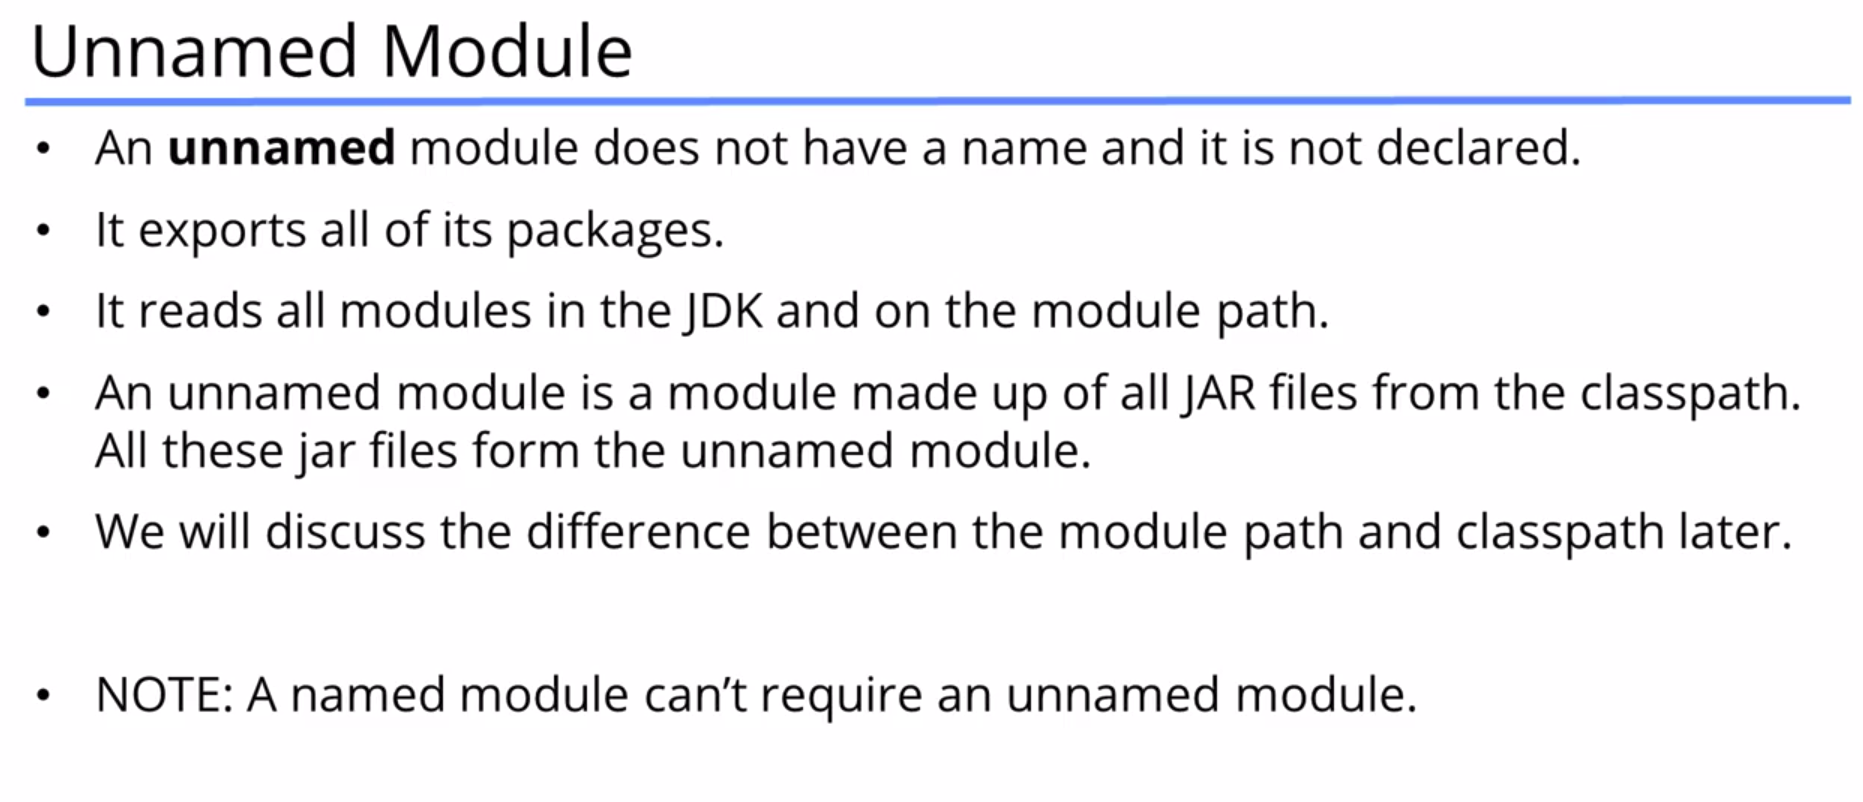 Unnamed Module
• An unnamed module does not have a name and it is not declared.
• It exports all of its packages.
• It reads all modules in the JDK and on the module path.
• An unnamed module is a module made up of all JAR files from the classpath.
All these jar files form the unnamed module.
• We will discuss the difference between the module path and classpath later.
• NOTE: A named module can’t require an unnamed module.